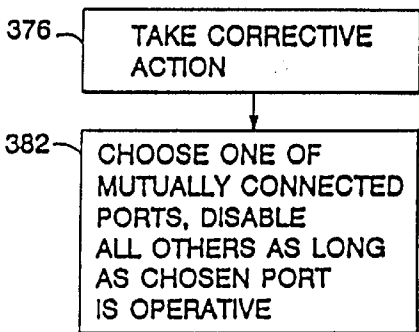 376
TAKE CORRECTIVE
ACTION
382
CHOOSE ONE OF
MUTUALLY CONNECTED
PORTS, DISABLE
ALL OTHERS AS LONG
AS CHOSEN PORT
IS OPERATIVE